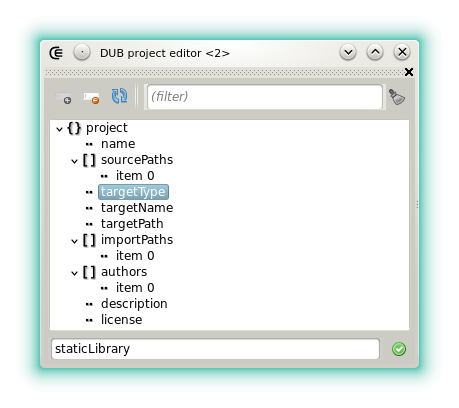 DUB project editor <2>
(filter)
{} project
name
[] sourcePaths
item 0
targetType
targetName
targetPath
[] importPaths
item 0
[] authors
item 0
description
license
staticLibrary